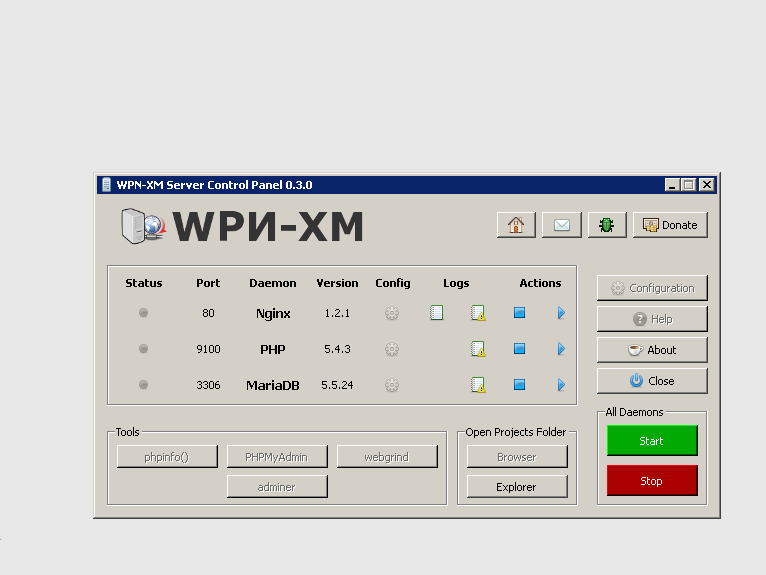 WPN-XM Server Control Panel 0.3.0
WPИ-XM
Donate
Status Port Daemon Version Config Logs Actions
80 Nginx 1.2.1
9100 PHP 5.4.3
3306 MariaDB 5.5.24
Configuration
Help
About
Close
Tools
phpinfo() PHPMyAdmin webgrind
adminer
Open Projects Folder
Browser
Explorer
All Daemons
Start
Stop